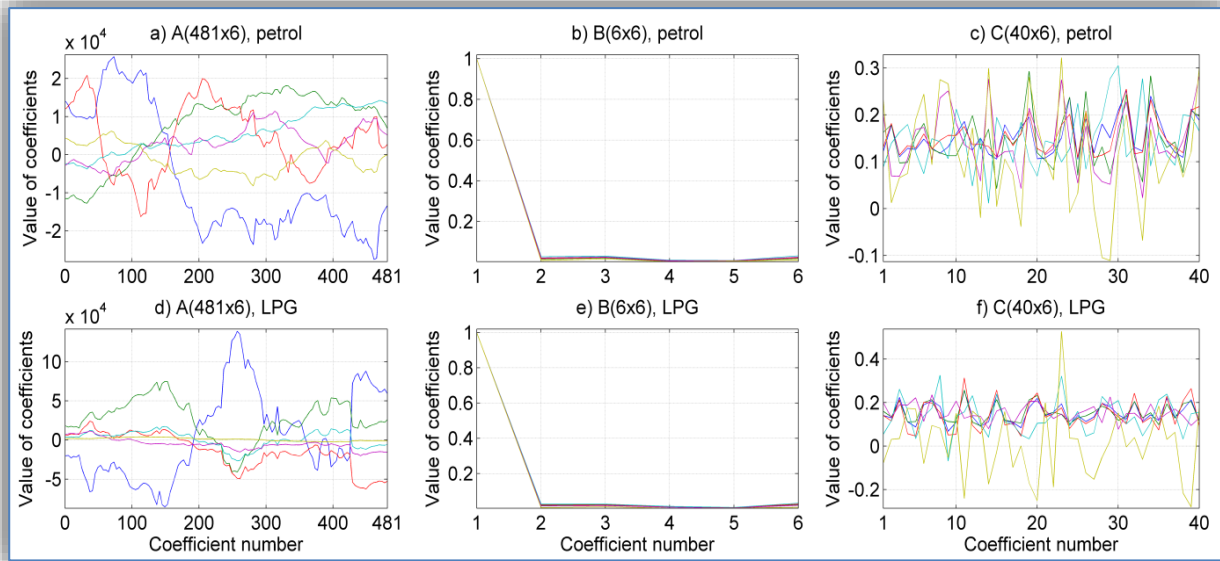 a) A(481x6), petrol
x 10⁴
Value of coefficients
2
1
0
-1
-2
0 100 200 300 400 481
b) B(6x6), petrol
Value of coefficients
1
0.8
0.6
0.4
0.2
1 2 3 4 5 6
c) C(40x6), petrol
Value of coefficients
0.3
0.2
0.1
0
-0.1
1 10 20 30 40
d) A(481x6), LPG
x 10⁴
Value of coefficients
10
5
0
-5
0 100 200 300 400 481
Coefficient number
e) B(6x6), LPG
Value of coefficients
1
0.8
0.6
0.4
0.2
1 2 3 4 5 6
Coefficient number
f) C(40x6), LPG
Value of coefficients
0.4
0.2
0
-0.2
1 10 20 30 40
Coefficient number